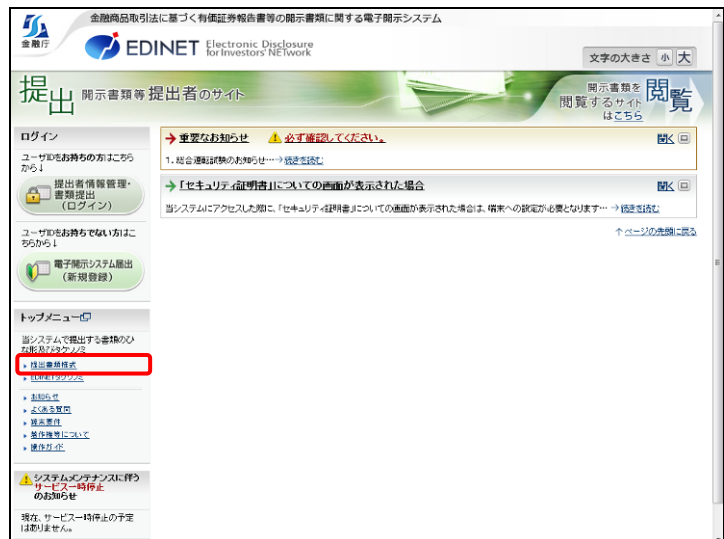 金融商品取引法に基づく有価証券報告書等の開示書類に関する電子開示システム
金融庁
EDINET Electronic Disclosure
for Investors' NETwork
文字の大きさ 小 大
提出 開示書類等提出者のサイト
開示書類を
閲覧するサイト
はこちら
閲覧
ログイン
ユーザIDをお持ちの方はこちら
から↓
提出者情報管理・
書類提出
(ログイン)
ユーザIDをお持ちでない方はこ
ちらから↓
電子開示システム届出
(新規登録)
トップメニュー
当システムで提出する書類のひ
な形及びタクソノミ
提出書類様式
EDINETタクソノミ
お知らせ
よくある質問
端末要件
著作権等について
操作ガイド
システムメンテナンスに伴う
サービス一時停止
のお知らせ
現在、サービス一時停止の予定
はありません。
→ 重要なお知らせ 必ず確認してください。 開く
1. 総合運転試験のお知らせ…→続きを読む
→ 「セキュリティ証明書」についての画面が表示された場合 開く
当システムにアクセスした際に、「セキュリティ証明書」についての画面が表示された場合は、端末への設定が必要となります…→続きを読む
↑ページの先頭に戻る